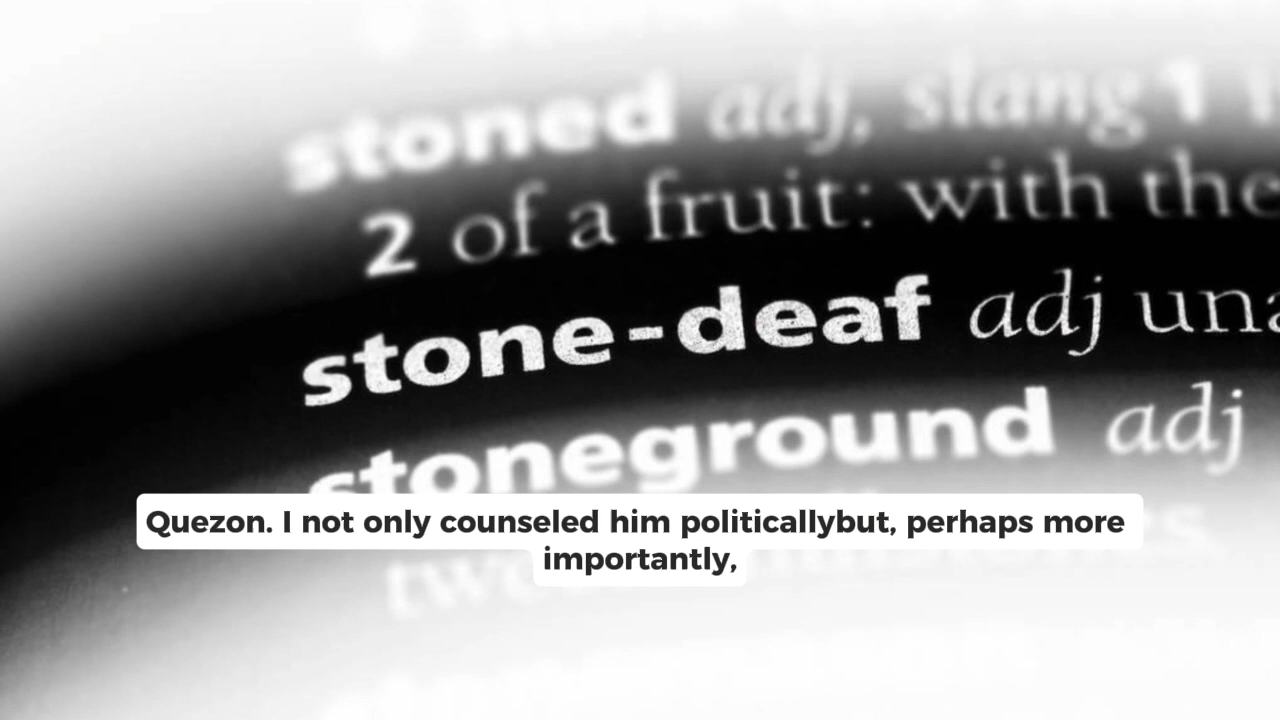 stoned adj, slang 1
2 of a fruit: with the
stone-deaf adj una
stoneground adj
Quezon. I not only counseled him politicallybut, perhaps more
importantly,